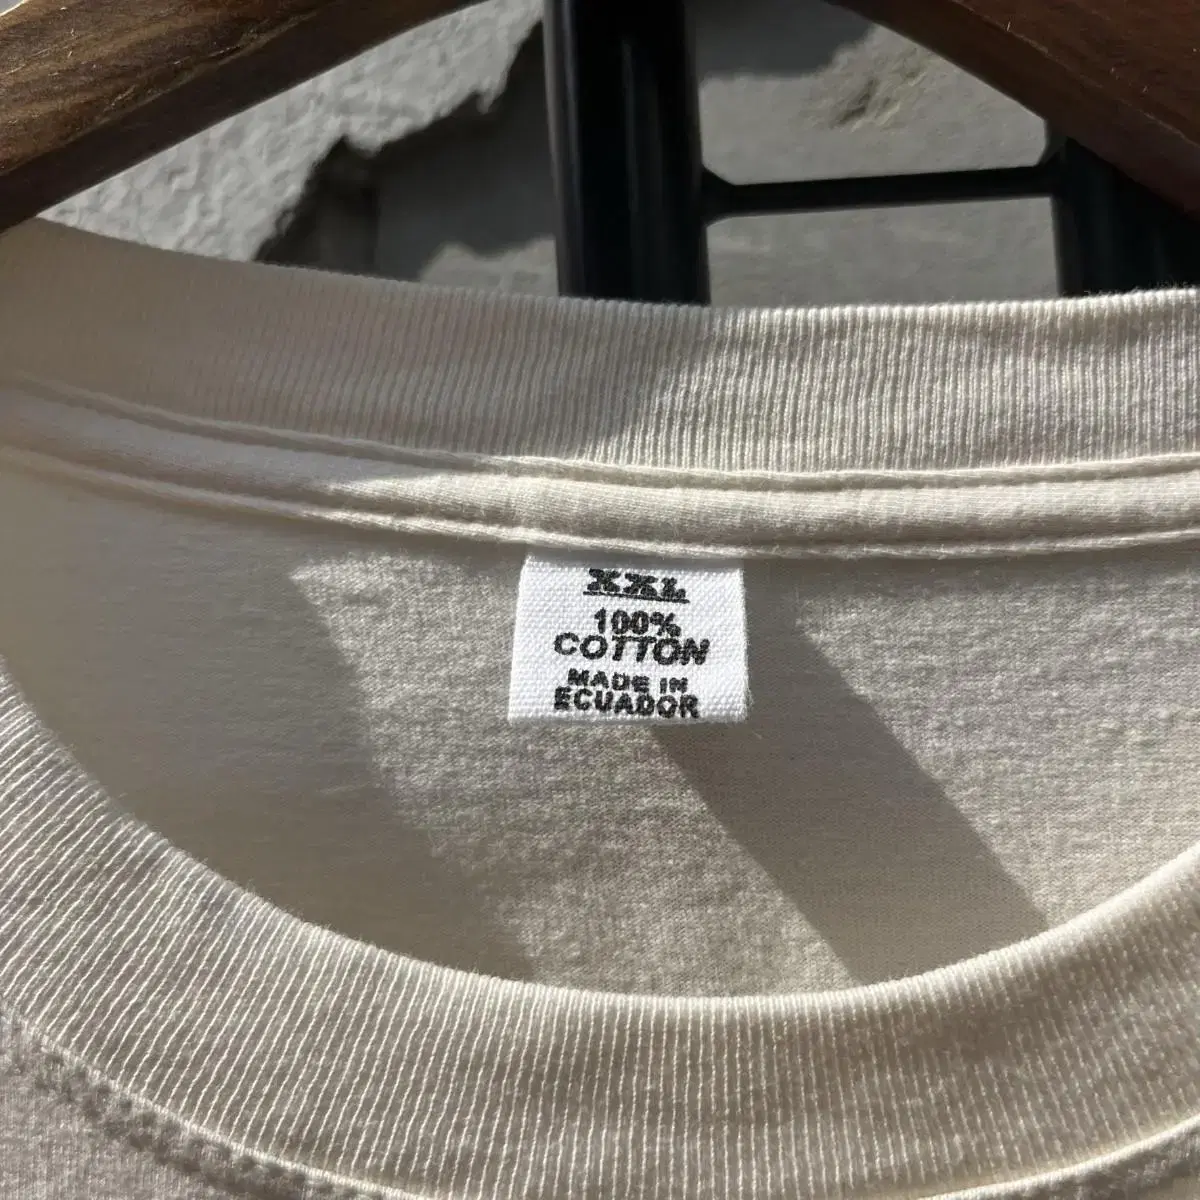 XXL
100%
COTTON
MADE IN
ECUADOR